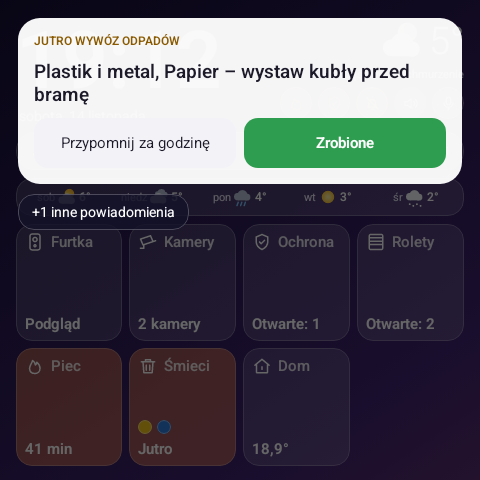 JUTRO WYWÓZ ODPADÓW
Plastik i metal, Papier – wystaw kubły przed
bramę
Przypomnij za godzinę
Zrobione
6° 5° pon 4° wt 3° śr 2°
+1 inne powiadomienia
Furtka
Kamery
Ochrona
Rolety
Podgląd
2 kamery
Otwarte: 1
Otwarte: 2
Piec
Śmieci
Dom
41 min
Jutro
18,9°